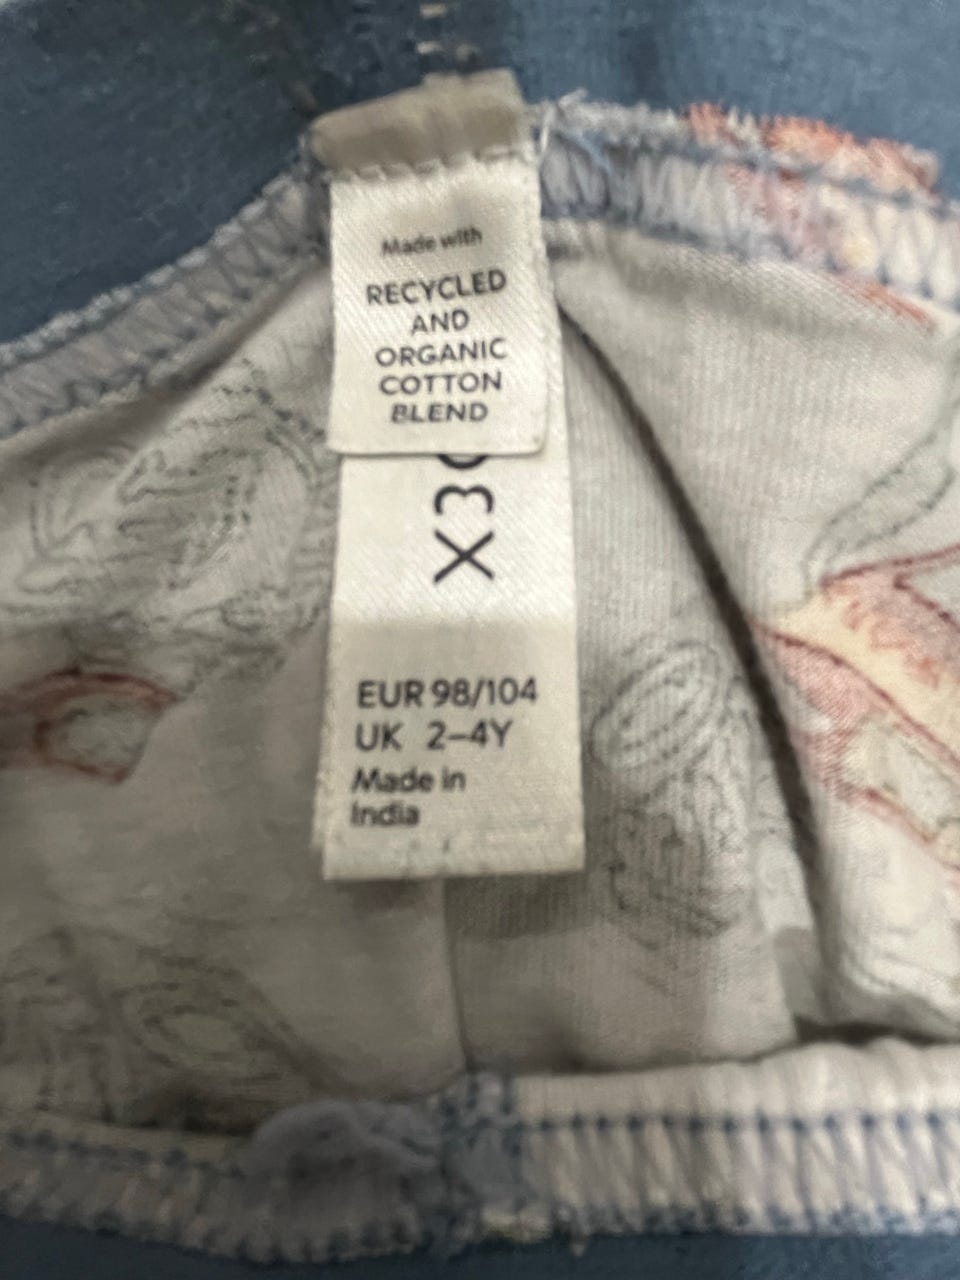 Made with
RECYCLED
AND
ORGANIC
COTTON
BLEND
EUR 98/104
UK 2–4Y
Made in
India